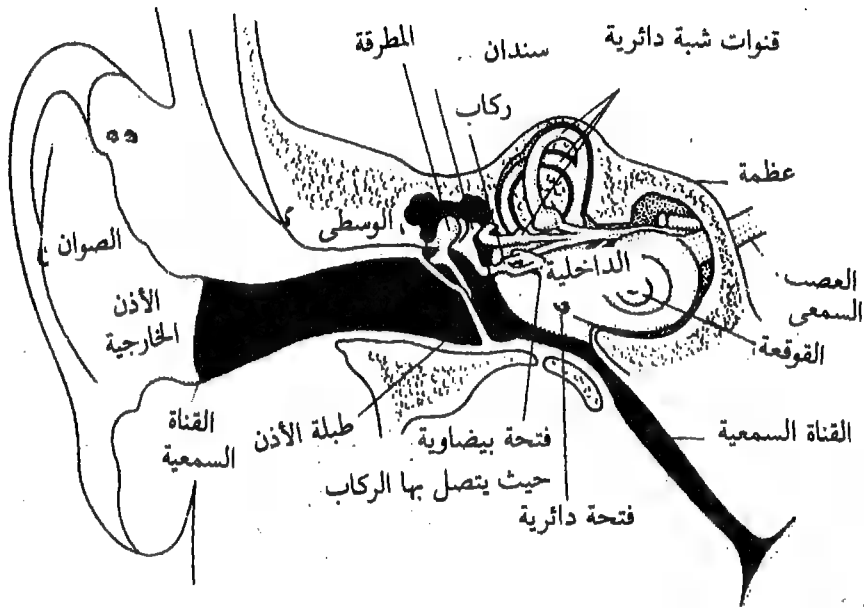 قنوات شبة دائرية
سندان
المطرقة
ركاب
عظمة
الوسطى
الصوان
الداخلية
العصب
السمعى
الأذن
الخارجية
القوقعة
القناة
السمعية
طبلة الأذن
فتحة بيضاوية
حيث يتصل بها الركاب
القناة السمعية
فتحة دائرية